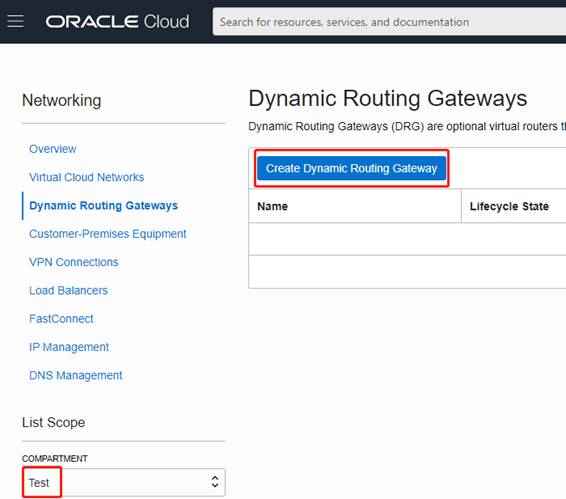 ORACLE Cloud
Search for resources, services, and documentation
Networking
Overview
Virtual Cloud Networks
Dynamic Routing Gateways
Customer-Premises Equipment
VPN Connections
Load Balancers
FastConnect
IP Management
DNS Management
List Scope
COMPARTMENT
Test
Dynamic Routing Gateways
Dynamic Routing Gateways (DRG) are optional virtual routers
Create Dynamic Routing Gateway
Name
Lifecycle State